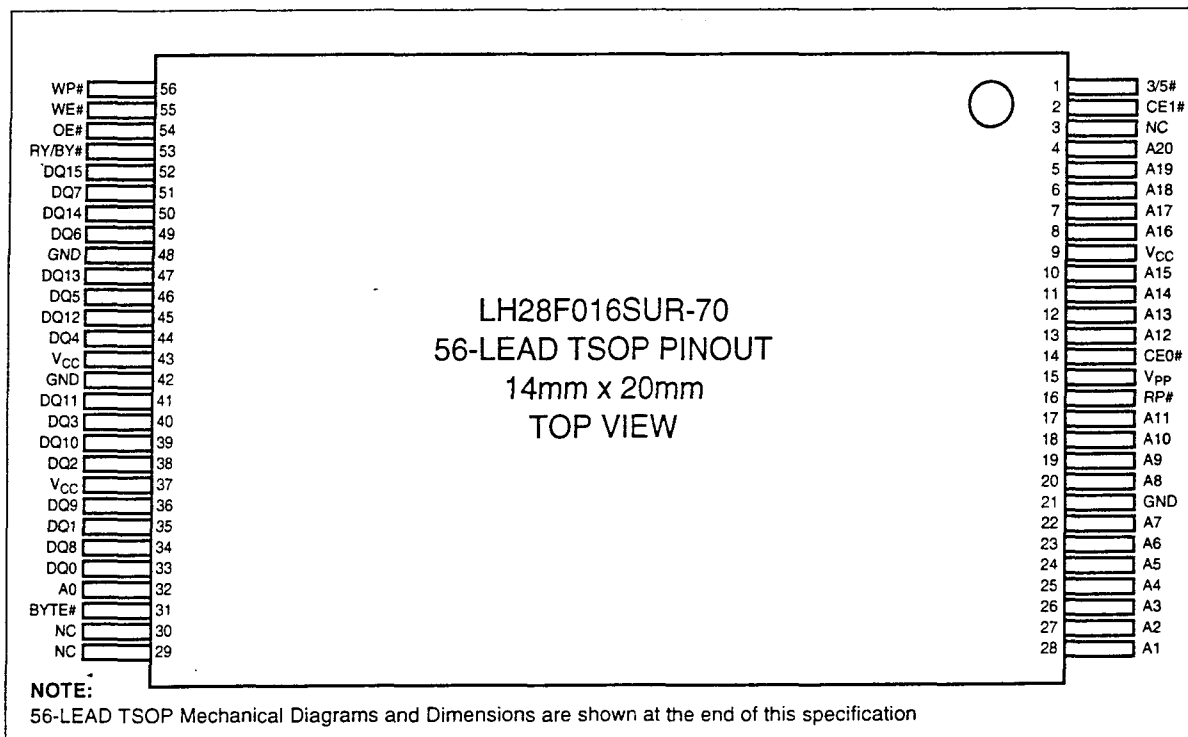 WP# 56
WE# 55
OE# 54
RY/BY# 53
DQ15 52
DQ7 51
DQ14 50
DQ6 49
GND 48
DQ13 47
DQ5 46
DQ12 45
DQ4 44
VCC 43
GND 42
DQ11 41
DQ3 40
DQ10 39
DQ2 38
VCC 37
DQ9 36
DQ1 35
DQ8 34
DQ0 33
A0 32
BYTE# 31
NC 30
NC 29
LH28F016SUR-70
56-LEAD TSOP PINOUT
14mm x 20mm
TOP VIEW
1 3/5#
2 CE1#
3 NC
4 A20
5 A19
6 A18
7 A17
8 A16
9 VCC
10 A15
11 A14
12 A13
13 A12
14 CE0#
15 VPP
16 RP#
17 A11
18 A10
19 A9
20 A8
21 GND
22 A7
23 A6
24 A5
25 A4
26 A3
27 A2
28 A1
NOTE:
56-LEAD TSOP Mechanical Diagrams and Dimensions are shown at the end of this specification